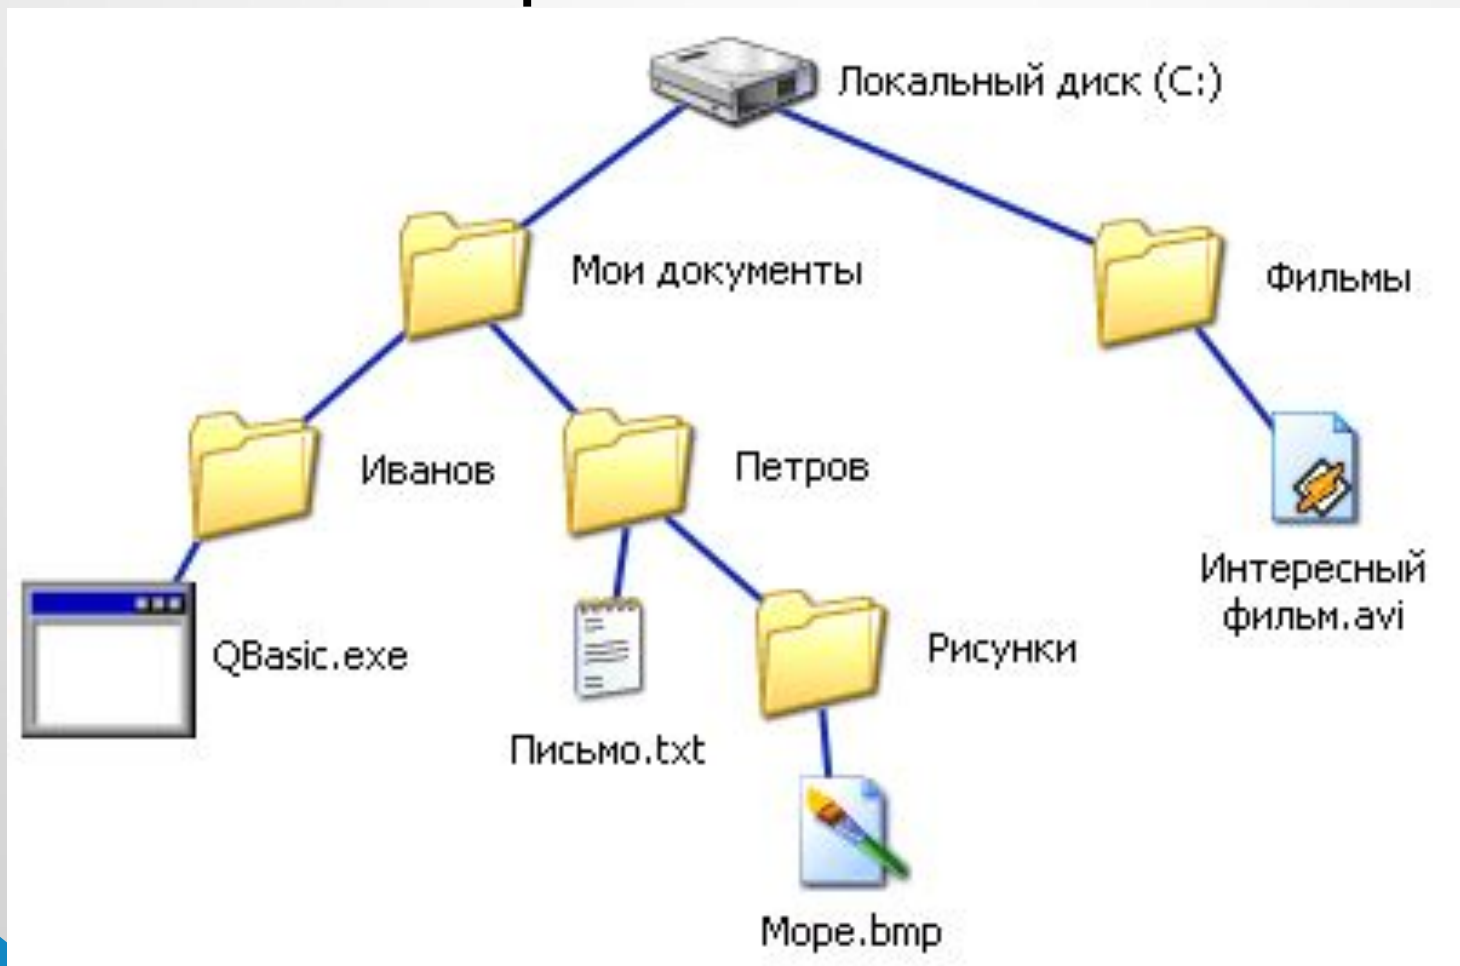 Локальный диск (C:)
Мои документы
Фильмы
Иванов
Петров
Интересный
фильм.avi
QBasic.exe
Рисунки
Письмо.txt
Море.bmp